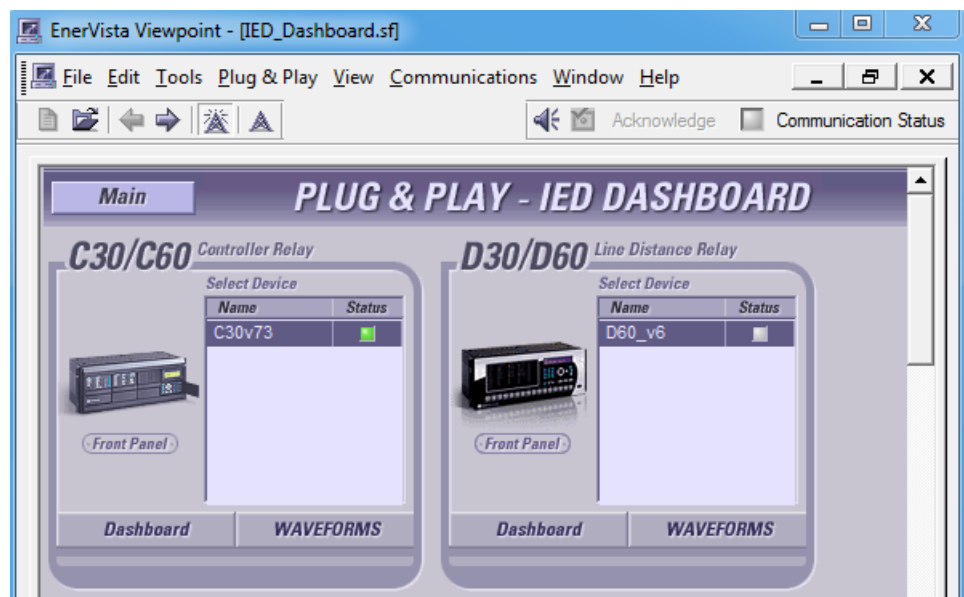 EnerVista Viewpoint - [IED_Dashboard.sf]
File Edit Tools Plug & Play View Communications Window Help
Acknowledge Communication Status
Main PLUG & PLAY - IED DASHBOARD
C30/C60 Controller Relay
Select Device
Name Status
C30v73
Front Panel
Dashboard WAVEFORMS
D30/D60 Line Distance Relay
Select Device
Name Status
D60_v6
Front Panel
Dashboard WAVEFORMS